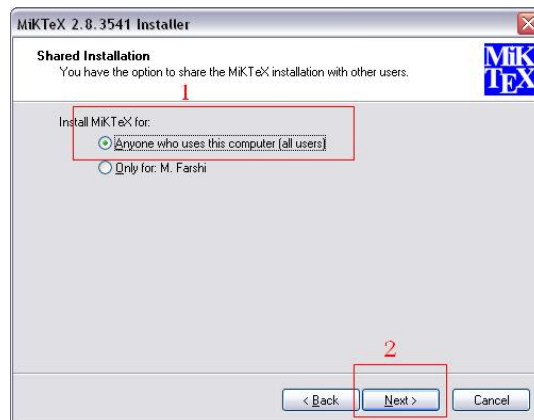 MiKTeX 2.8.3541 Installer
Shared Installation
You have the option to share the MiKTeX installation with other users.
MiK
TEX
1
Install MiKTeX for:
Anyone who uses this computer (all users)
Only for: M. Farshi
2
< Back
Next >
Cancel